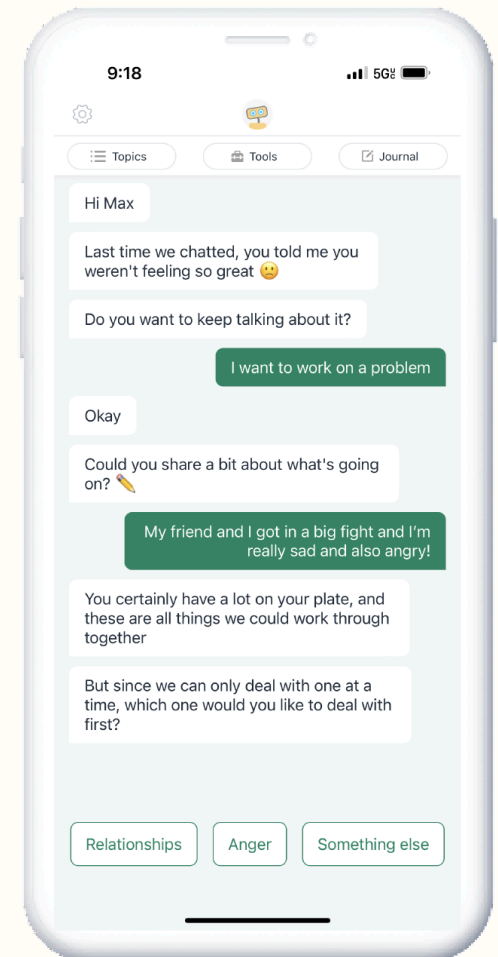 9:18
5G
Topics
Tools
Journal
Hi Max
Last time we chatted, you told me you
weren't feeling so great 🙁
Do you want to keep talking about it?
I want to work on a problem
Okay
Could you share a bit about what's going
on? ✏️
My friend and I got in a big fight and I'm
really sad and also angry!
You certainly have a lot on your plate, and
these are all things we could work through
together
But since we can only deal with one at a
time, which one would you like to deal with
first?
Relationships
Anger
Something else